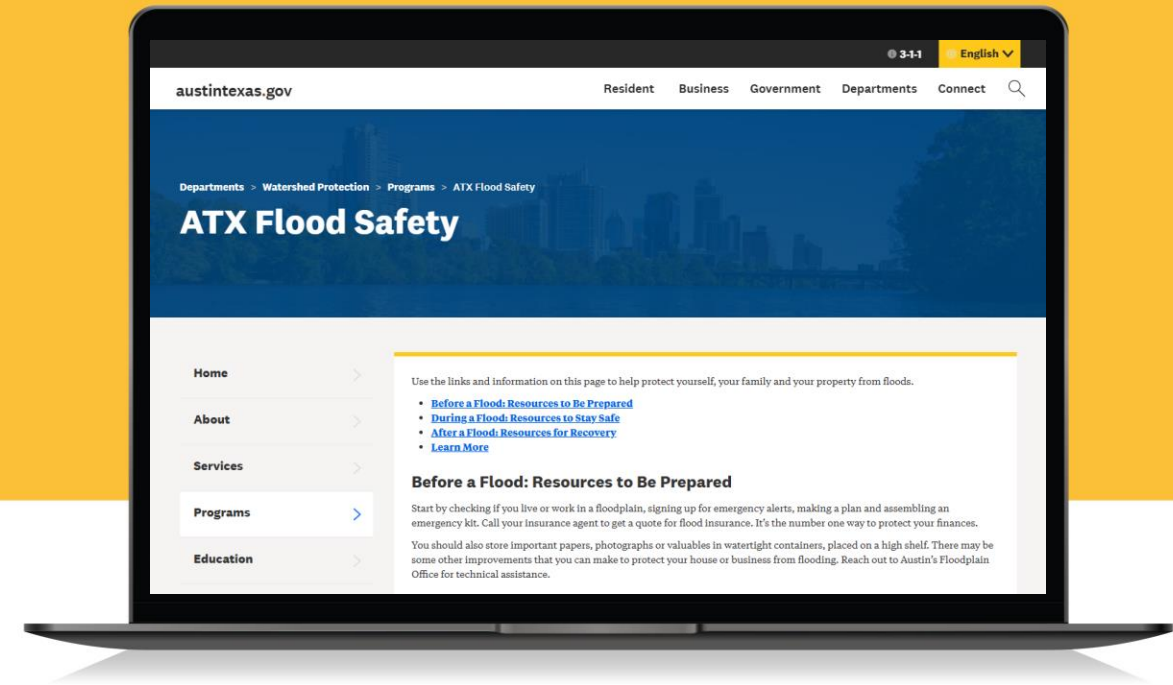 3-1-1 English
austintexas.gov Resident Business Government Departments Connect
Departments > Watershed Protection > Programs > ATX Flood Safety
ATX Flood Safety
Home
About
Services
Programs
Education
Use the links and information on this page to help protect yourself, your family and your property from floods.
• Before a Flood: Resources to Be Prepared
• During a Flood: Resources to Stay Safe
• After a Flood: Resources for Recovery
• Learn More
Before a Flood: Resources to Be Prepared
Start by checking if you live or work in a floodplain, signing up for emergency alerts, making a plan and assembling an
emergency kit. Call your insurance agent to get a quote for flood insurance. It's the number one way to protect your finances.
You should also store important papers, photographs or valuables in watertight containers, placed on a high shelf. There may be
some other improvements that you can make to protect your house or business from flooding. Reach out to Austin's Floodplain
Office for technical assistance.